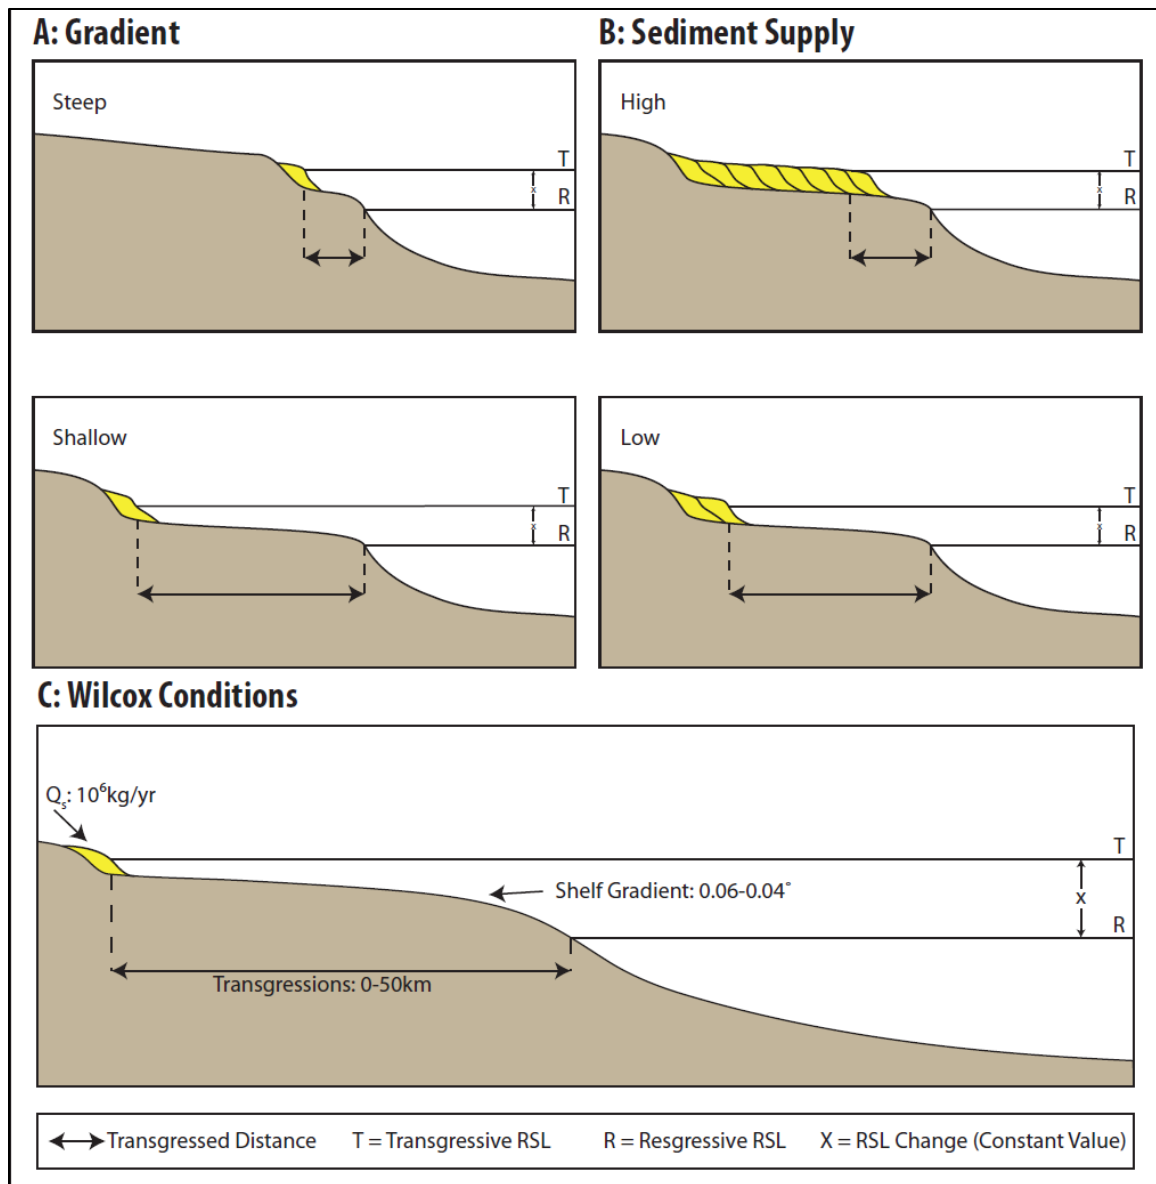 A: Gradient
B: Sediment Supply
Steep
T
x
R
High
T
x
R
Shallow
T
x
R
Low
T
x
R
C: Wilcox Conditions
Qs: 10⁶kg/yr
T
Shelf Gradient: 0.06-0.04°
x
R
Transgressions: 0-50km
Transgressed Distance T = Transgressive RSL R = Resgressive RSL X = RSL Change (Constant Value)